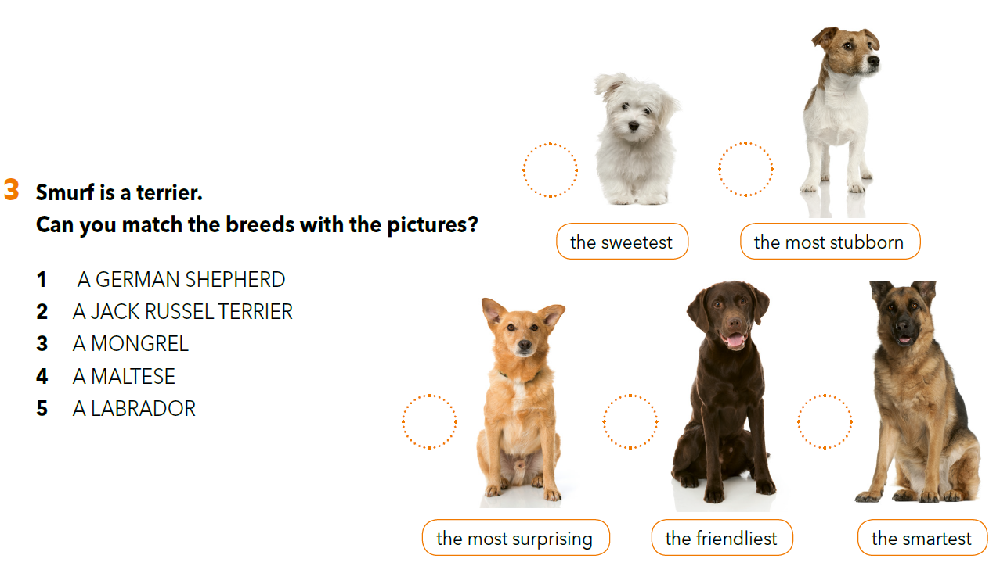 3 Smurf is a terrier.
Can you match the breeds with the pictures?
1 A GERMAN SHEPHERD
2 A JACK RUSSEL TERRIER
3 A MONGREL
4 A MALTESE
5 A LABRADOR
the sweetest
the most stubborn
the most surprising
the friendliest
the smartest